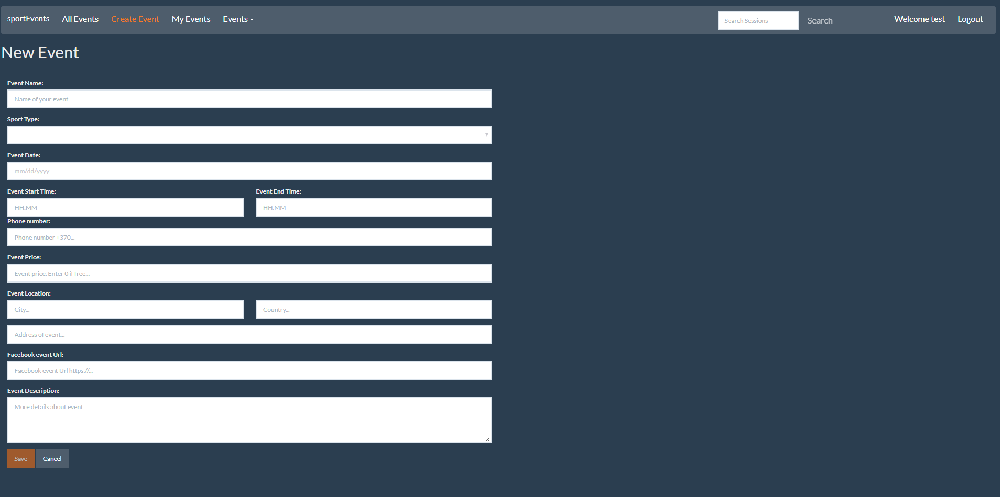 sportEvents All Events Create Event My Events Events Search Sessions Search Welcome test Logout
New Event
Event Name:
Name of your event...
Sport Type:
Event Date:
mm/dd/yyyy
Event Start Time: Event End Time:
HH:MM HH:MM
Phone number:
Phone number +370...
Event Price:
Event price. Enter 0 if free...
Event Location:
City... Country...
Address of event...
Facebook event Url:
Facebook event Url https://...
Event Description:
More details about event...
Save Cancel